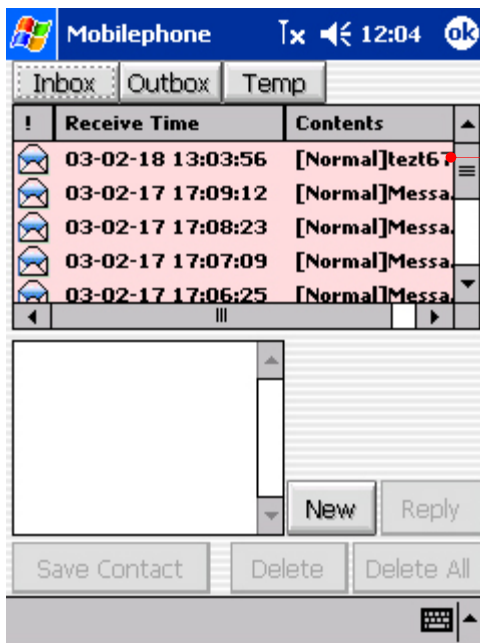 Mobilephone 12:04 ok
Inbox Outbox Temp
! Receive Time Contents
03-02-18 13:03:56 [Normal]tezt67
03-02-17 17:09:12 [Normal]Messa.
03-02-17 17:08:23 [Normal]Messa.
03-02-17 17:07:09 [Normal]Messa.
03-02-17 17:06:25 [Normal]Messa.
New Reply
Save Contact Delete Delete All